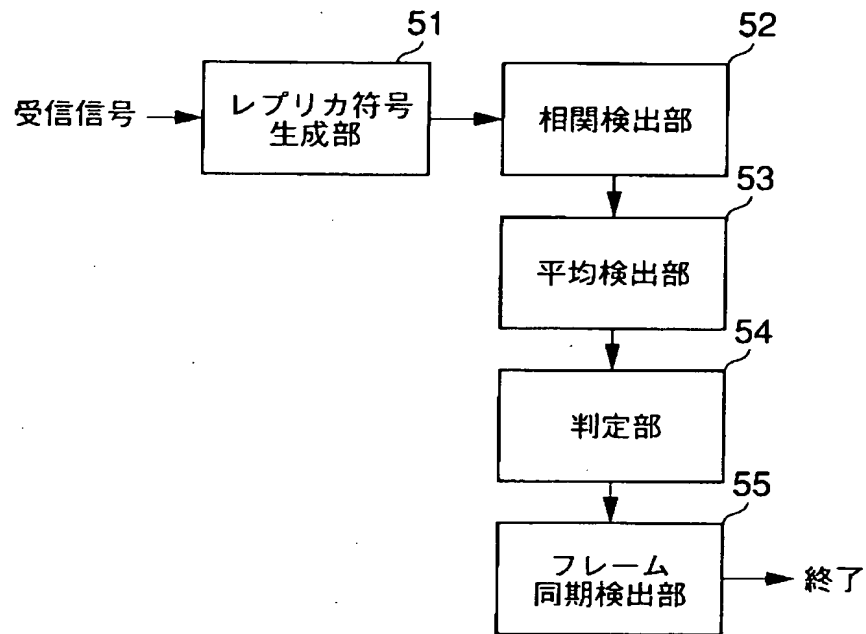 51
52
受信信号
レプリカ符号
生成部
相関検出部
53
平均検出部
54
判定部
55
フレーム
同期検出部
終了